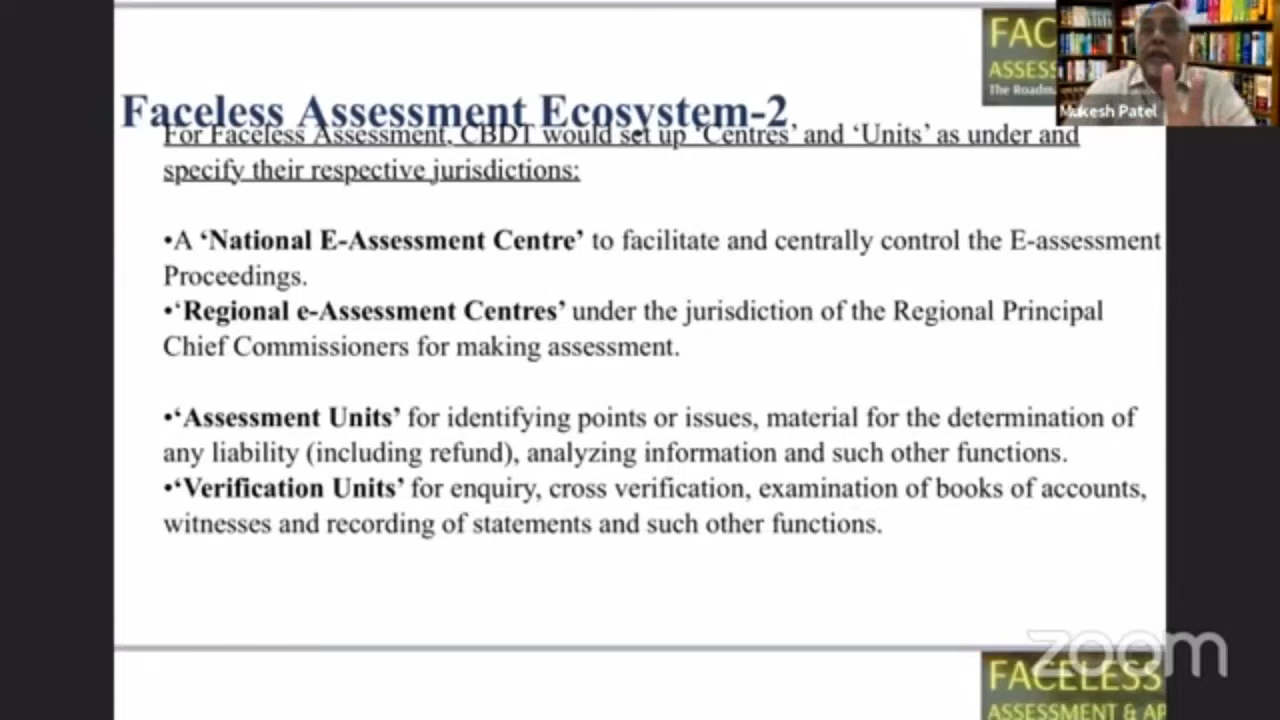 FAC
ASSESS
The Roadm
Mukesh Patel
Faceless Assessment Ecosystem-2
For Faceless Assessment, CBDT would set up ‘Centres’ and ‘Units’ as under and
specify their respective jurisdictions:
•A ‘National E-Assessment Centre’ to facilitate and centrally control the E-assessment
Proceedings.
•‘Regional e-Assessment Centres’ under the jurisdiction of the Regional Principal
Chief Commissioners for making assessment.
•‘Assessment Units’ for identifying points or issues, material for the determination of
any liability (including refund), analyzing information and such other functions.
•‘Verification Units’ for enquiry, cross verification, examination of books of accounts,
witnesses and recording of statements and such other functions.
zoom
FACELESS
ASSESSMENT & AP